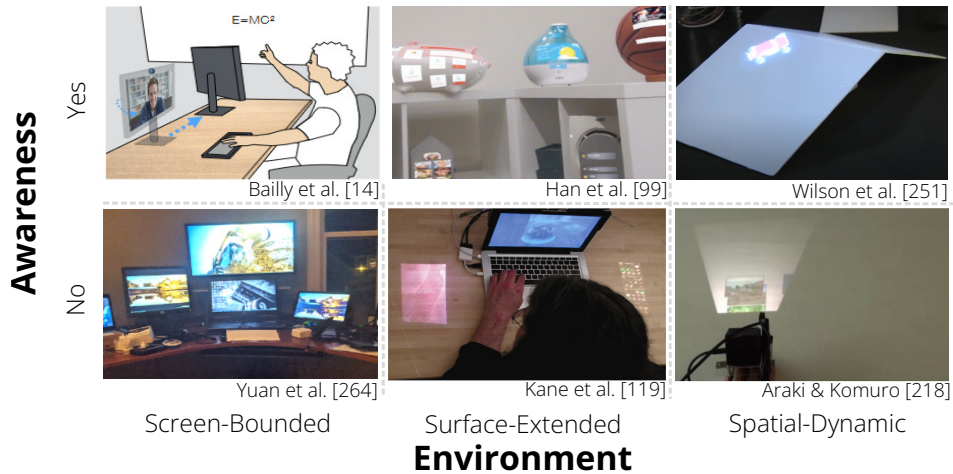 E=MC²
Awareness
Yes
Bailly et al. [14]
Han et al. [99]
Wilson et al. [251]
No
Yuan et al. [264]
Kane et al. [119]
Araki & Komuro [218]
Screen-Bounded
Surface-Extended
Spatial-Dynamic
Environment